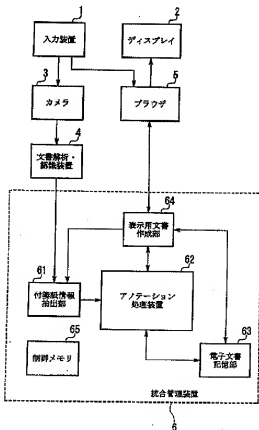 1
入力装置
2
ディスプレイ
3
カメラ
5
ブラウザ
4
文書解析・
認識装置
64
表示用文書
作成部
61
付箋紙情報
抽出部
62
アノテーション
処理装置
65
制御メモリ
63
電子文書
記憶部
統合管理装置
6